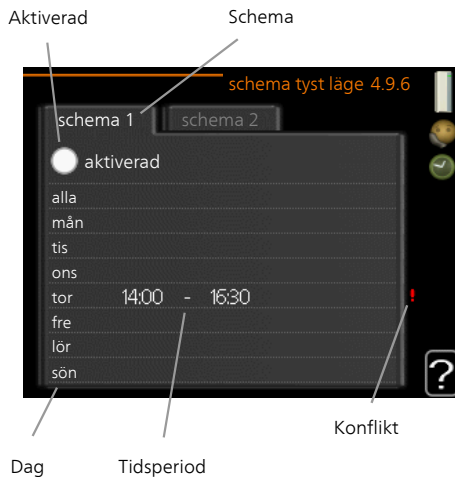 Aktiverad Schema
schema tyst läge 4.9.6
schema 1 schema 2
aktiverad
alla
mån
tis
ons
tor 14:00 - 16:30 !
fre
lör
sön
?
Konflikt
Dag Tidsperiod